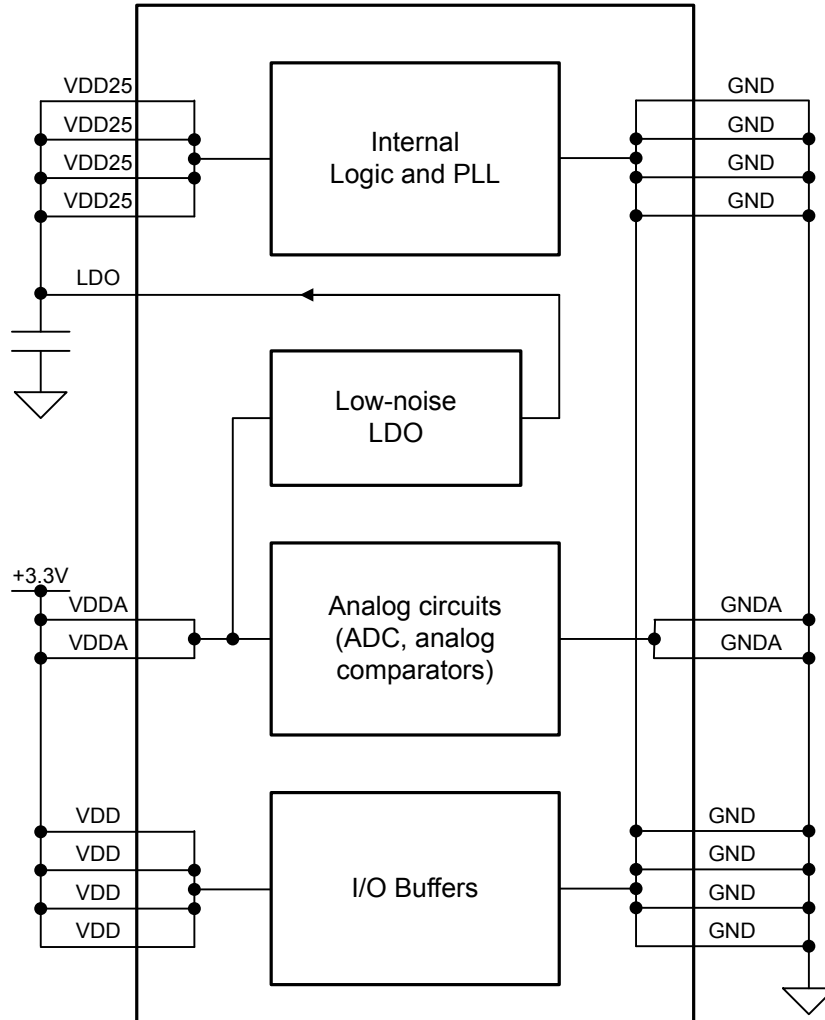 VDD25
VDD25
VDD25
VDD25
GND
GND
GND
GND
Internal
Logic and PLL
LDO
Low-noise
LDO
+3.3V
VDDA
VDDA
Analog circuits
(ADC, analog
comparators)
GNDA
GNDA
VDD
VDD
VDD
VDD
I/O Buffers
GND
GND
GND
GND